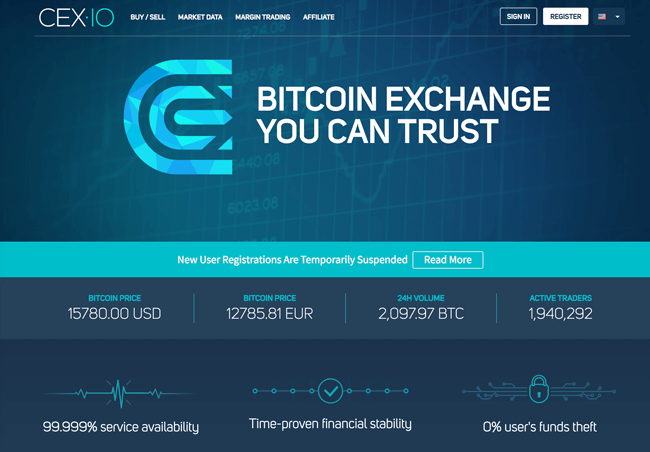 CEX·IO
BUY / SELL
MARKET DATA
MARGIN TRADING
AFFILIATE
SIGN IN
REGISTER
BITCOIN EXCHANGE
YOU CAN TRUST
New User Registrations Are Temporarily Suspended
Read More
BITCOIN PRICE
15780.00 USD
BITCOIN PRICE
12785.81 EUR
24H VOLUME
2,097.97 BTC
ACTIVE TRADERS
1,940,292
99.999% service availability
Time-proven financial stability
0% user's funds theft